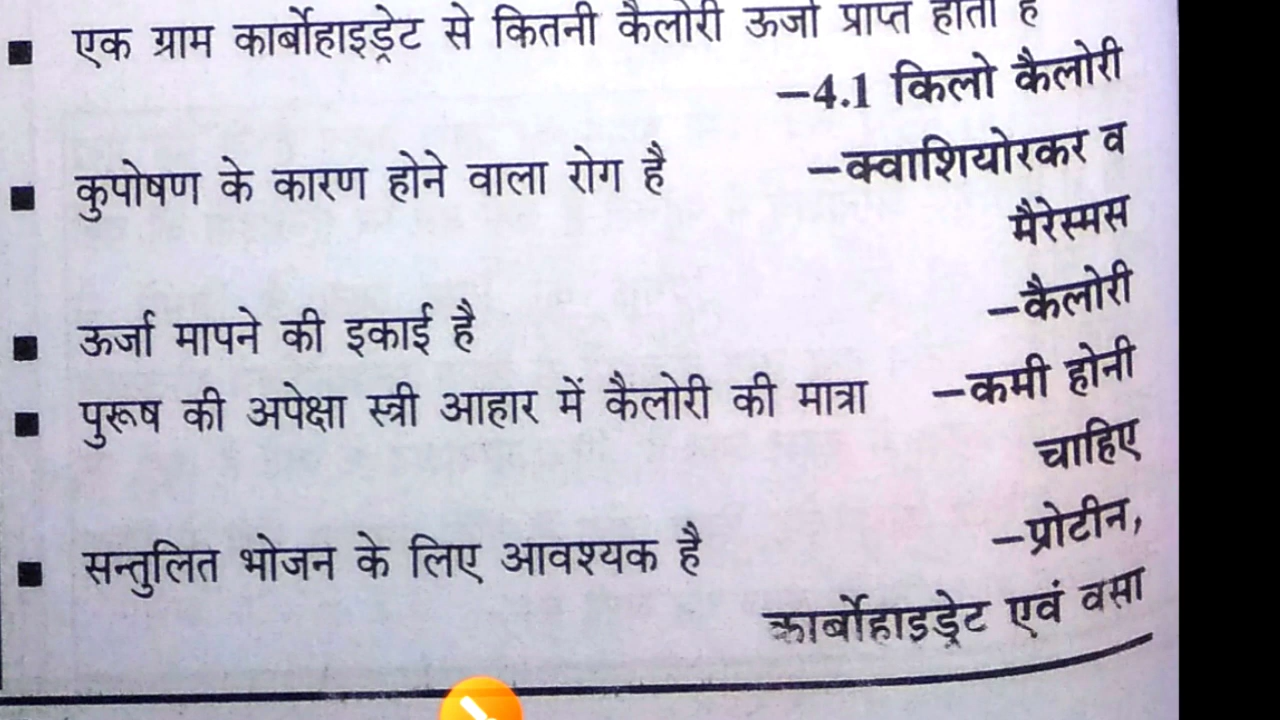 ■ एक ग्राम कार्बोहाइड्रेट से कितनी कैलोरी ऊर्जा प्राप्त होती है
–4.1 किलो कैलोरी
■ कुपोषण के कारण होने वाला रोग है –क्वाशियोरकर व
मैरेस्मस
■ ऊर्जा मापने की इकाई है –कैलोरी
■ पुरूष की अपेक्षा स्त्री आहार में कैलोरी की मात्रा –कमी होनी
चाहिए
■ सन्तुलित भोजन के लिए आवश्यक है –प्रोटीन,
कार्बोहाइड्रेट एवं वसा